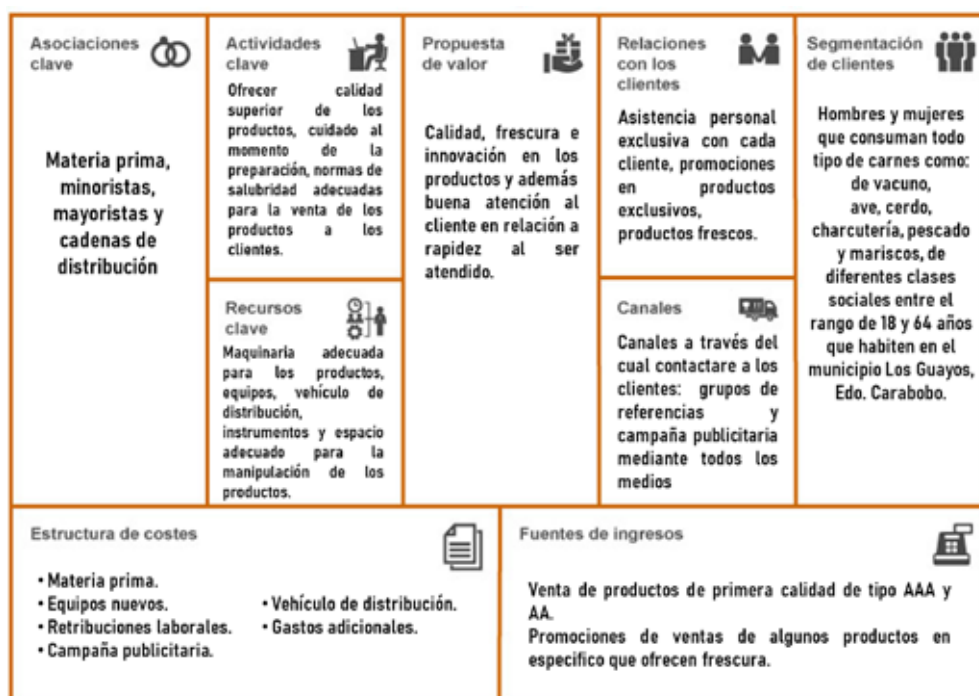 Asociaciones
clave
Materia prima,
minoristas,
mayoristas y
cadenas de
distribución
Actividades
clave
Ofrecer calidad
superior de los
productos, cuidado al
momento de la
preparación, normas de
salubridad adecuadas
para la venta de los
productos a los
clientes.
Recursos
clave
Maquinaria adecuada
para los productos,
equipos, vehículo de
distribución,
instrumentos y espacio
adecuado para la
manipulación de los
productos.
Propuesta
de valor
Calidad, frescura e
innovación en los
productos y además
buena atención al
cliente en relación a
rapidez al ser
atendido.
Relaciones
con los
clientes
Asistencia personal
exclusiva con cada
cliente, promociones
en productos
exclusivos,
productos frescos.
Canales
Canales a través del
cual contactare a los
clientes: grupos de
referencias y
campaña publicitaria
mediante todos los
medios
Segmentación
de clientes
Hombres y mujeres
que consuman todo
tipo de carnes como:
de vacuno,
ave, cerdo,
charcutería, pescado
y mariscos, de
diferentes clases
sociales entre el
rango de 18 y 64 años
que habiten en el
municipio Los Guayos,
Edo. Carabobo.
Estructura de costes
• Materia prima.
• Equipos nuevos.
• Retribuciones laborales.
• Campaña publicitaria.
• Vehículo de distribución.
• Gastos adicionales.
Fuentes de ingresos
Venta de productos de primera calidad de tipo AAA y
AA.
Promociones de ventas de algunos productos en
especifico que ofrecen frescura.